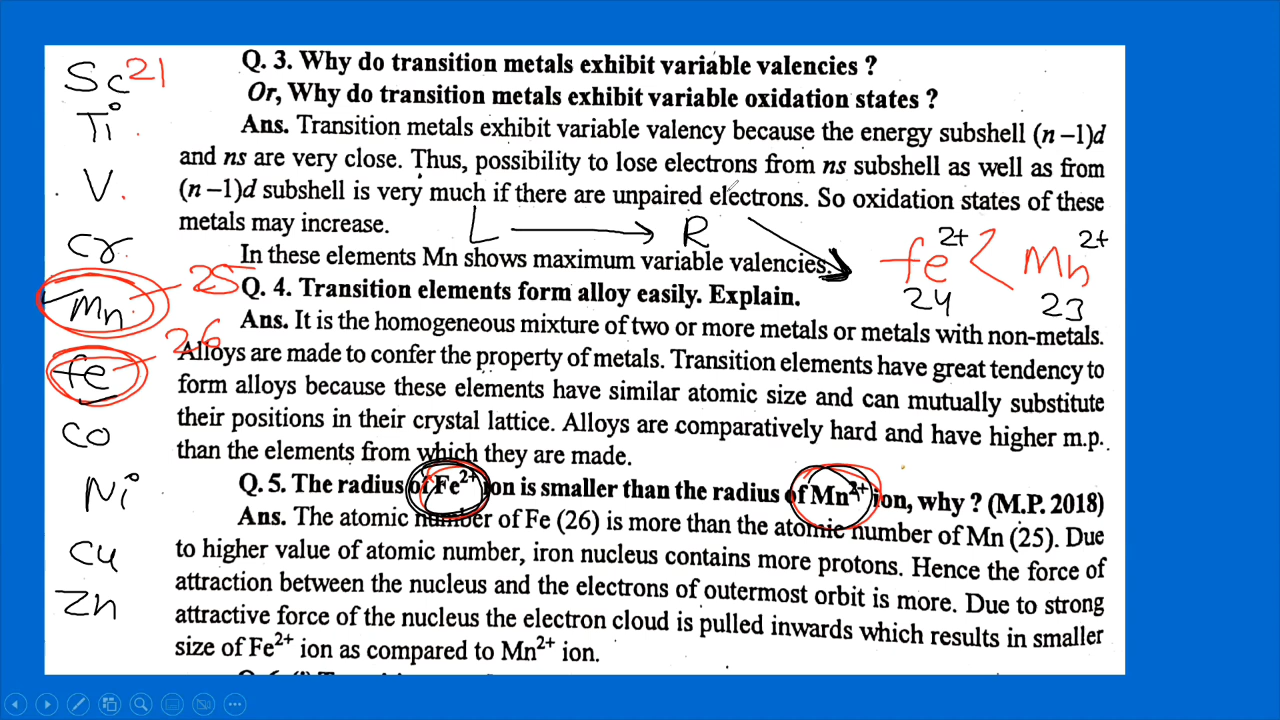 Sc 21
Ti
V
Cr
Mn 25
Fe 26
Co
Ni
Cu
Zn
Q. 3. Why do transition metals exhibit variable valencies ?
Or, Why do transition metals exhibit variable oxidation states ?
Ans. Transition metals exhibit variable valency because the energy subshell (n –1)d
and ns are very close. Thus, possibility to lose electrons from ns subshell as well as from
(n –1)d subshell is very much if there are unpaired electrons. So oxidation states of these
metals may increase.
L → R
Fe2+ < Mn2+
24 23
In these elements Mn shows maximum variable valencies.
Q. 4. Transition elements form alloy easily. Explain.
Ans. It is the homogeneous mixture of two or more metals or metals with non-metals.
Alloys are made to confer the property of metals. Transition elements have great tendency to
form alloys because these elements have similar atomic size and can mutually substitute
their positions in their crystal lattice. Alloys are comparatively hard and have higher m.p.
than the elements from which they are made.
Q. 5. The radius of Fe2+ ion is smaller than the radius of Mn2+ ion, why ? (M.P. 2018)
Ans. The atomic number of Fe (26) is more than the atomic number of Mn (25). Due
to higher value of atomic number, iron nucleus contains more protons. Hence the force of
attraction between the nucleus and the electrons of outermost orbit is more. Due to strong
attractive force of the nucleus the electron cloud is pulled inwards which results in smaller
size of Fe2+ ion as compared to Mn2+ ion.